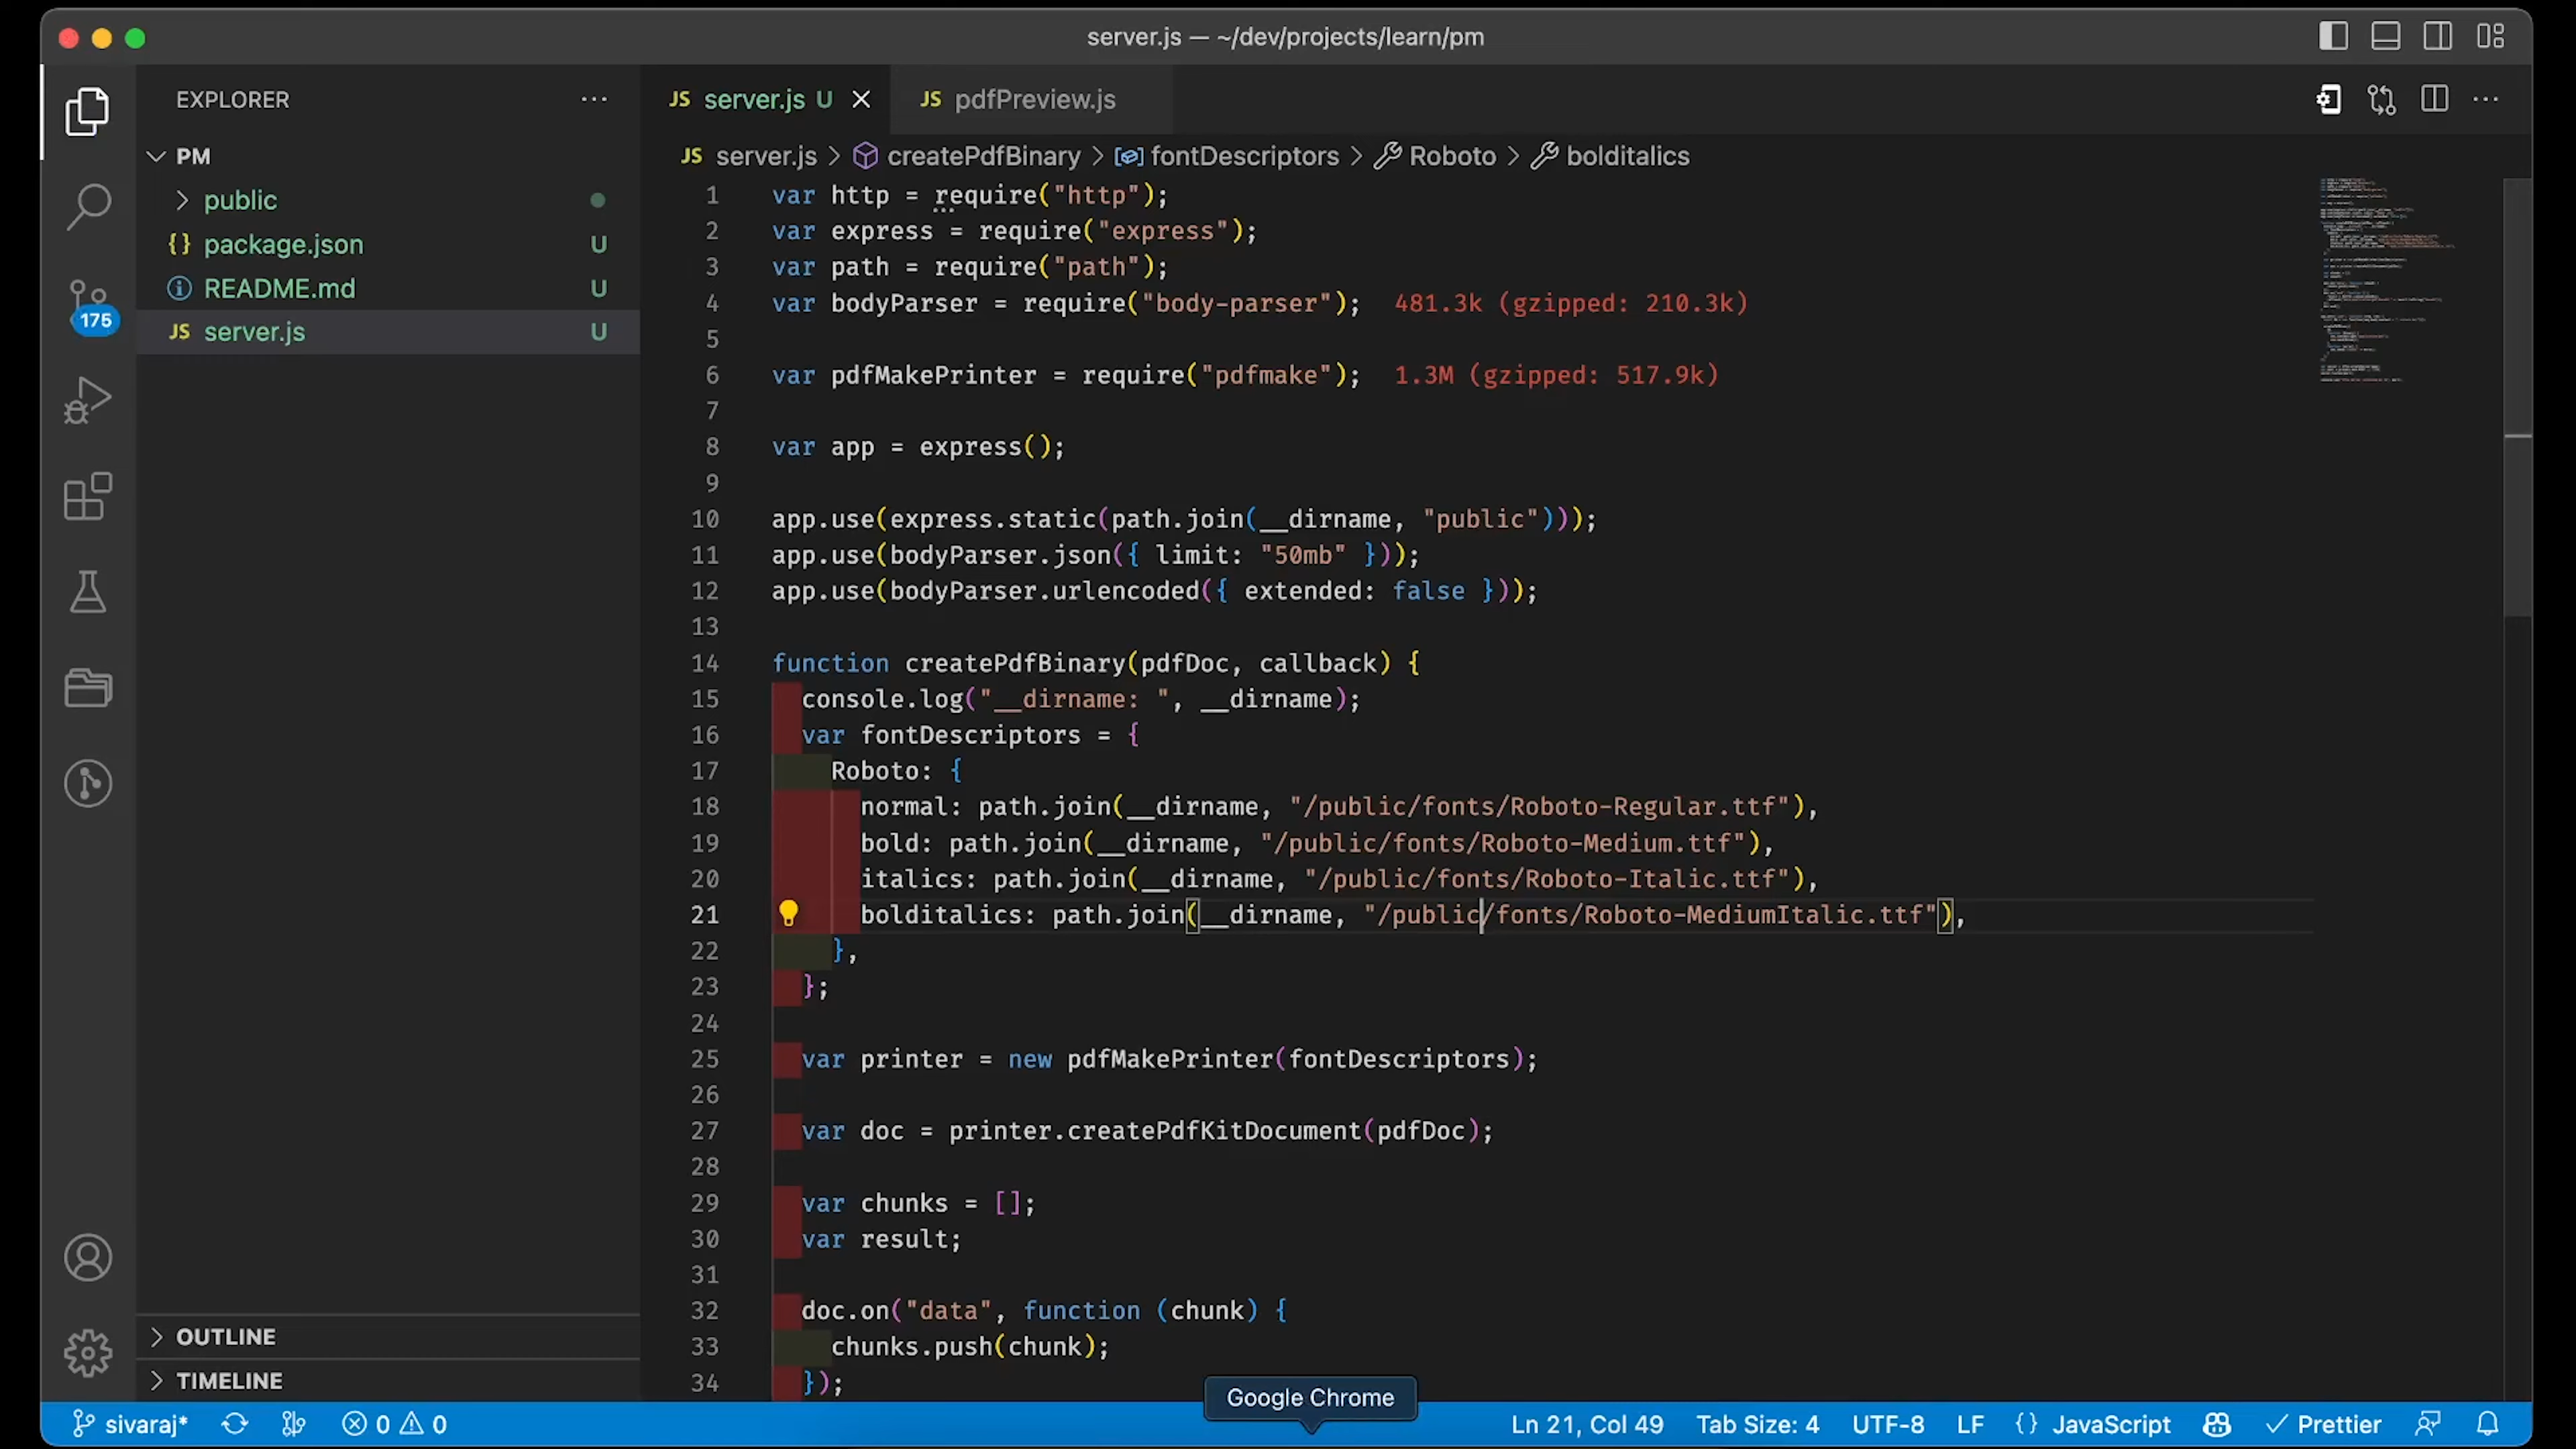 server.js — ~/dev/projects/learn/pm
EXPLORER
PM
public
package.json U
README.md U
JS server.js U
175
OUTLINE
TIMELINE
JS server.js U
JS pdfPreview.js
JS server.js > createPdfBinary > fontDescriptors > Roboto > bolditalics
1 var http = require("http");
2 var express = require("express");
3 var path = require("path");
4 var bodyParser = require("body-parser"); 481.3k (gzipped: 210.3k)
5
6 var pdfMakePrinter = require("pdfmake"); 1.3M (gzipped: 517.9k)
7
8 var app = express();
9
10 app.use(express.static(path.join(__dirname, "public")));
11 app.use(bodyParser.json({ limit: "50mb" }));
12 app.use(bodyParser.urlencoded({ extended: false }));
13
14 function createPdfBinary(pdfDoc, callback) {
15 console.log("__dirname: ", __dirname);
16 var fontDescriptors = {
17 Roboto: {
18 normal: path.join(__dirname, "/public/fonts/Roboto-Regular.ttf"),
19 bold: path.join(__dirname, "/public/fonts/Roboto-Medium.ttf"),
20 italics: path.join(__dirname, "/public/fonts/Roboto-Italic.ttf"),
21 bolditalics: path.join(__dirname, "/public/fonts/Roboto-MediumItalic.ttf"),
22 },
23 };
24
25 var printer = new pdfMakePrinter(fontDescriptors);
26
27 var doc = printer.createPdfKitDocument(pdfDoc);
28
29 var chunks = [];
30 var result;
31
32 doc.on("data", function (chunk) {
33 chunks.push(chunk);
34 });
Google Chrome
sivaraj* 0 0 Ln 21, Col 49 Tab Size: 4 UTF-8 LF {} JavaScript Prettier